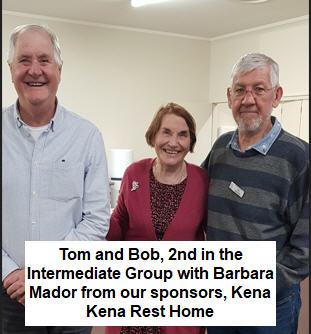 Tom and Bob, 2nd in the
Intermediate Group with Barbara
Mador from our sponsors, Kena
Kena Rest Home